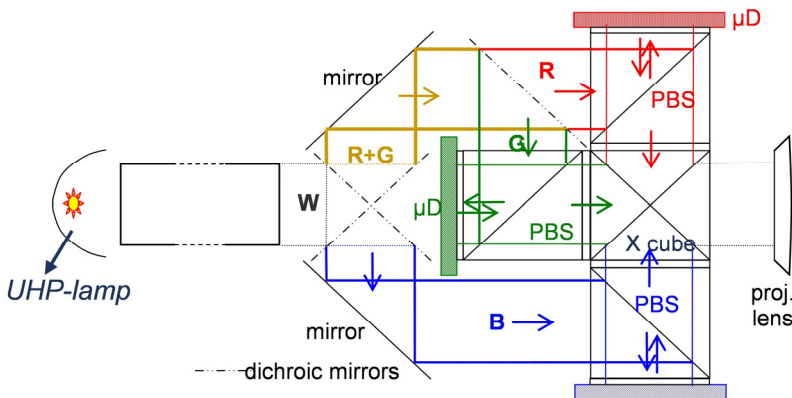 μD
mirror
R
PBS
R+G
G
W
μD
PBS
X cube
UHP-lamp
PBS
proj.
lens
mirror
B
dichroic mirrors